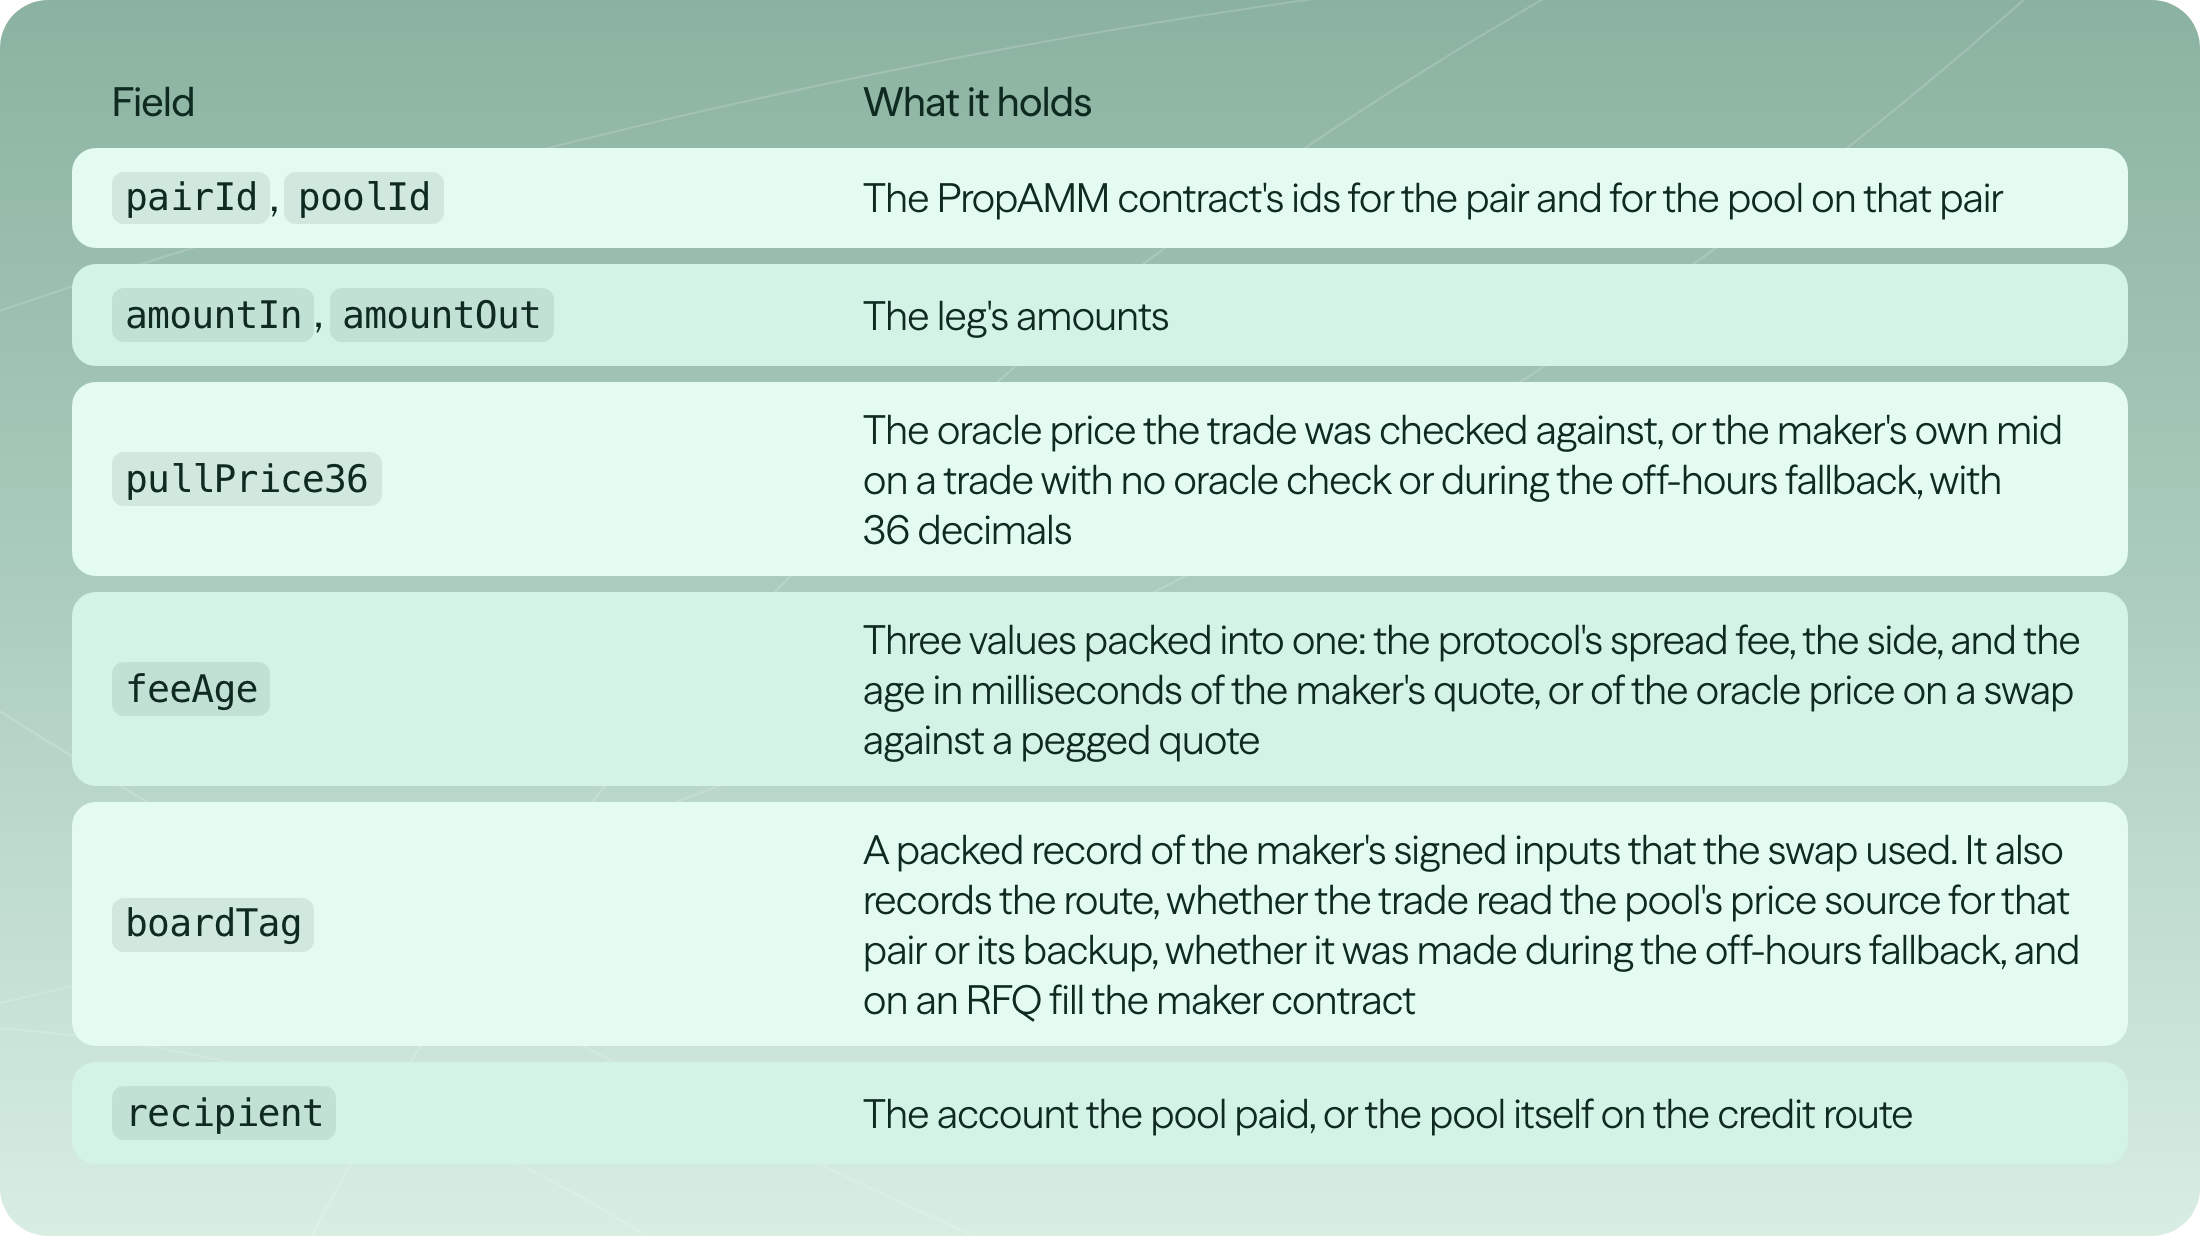 Field What it holds
pairId, poolId The PropAMM contract's ids for the pair and for the pool on that pair
amountIn, amountOut The leg's amounts
pullPrice36 The oracle price the trade was checked against, or the maker's own mid
on a trade with no oracle check or during the off-hours fallback, with
36 decimals
feeAge Three values packed into one: the protocol's spread fee, the side, and the
age in milliseconds of the maker's quote, or of the oracle price on a swap
against a pegged quote
boardTag A packed record of the maker's signed inputs that the swap used. It also
records the route, whether the trade read the pool's price source for that
pair or its backup, whether it was made during the off-hours fallback, and
on an RFQ fill the maker contract
recipient The account the pool paid, or the pool itself on the credit route